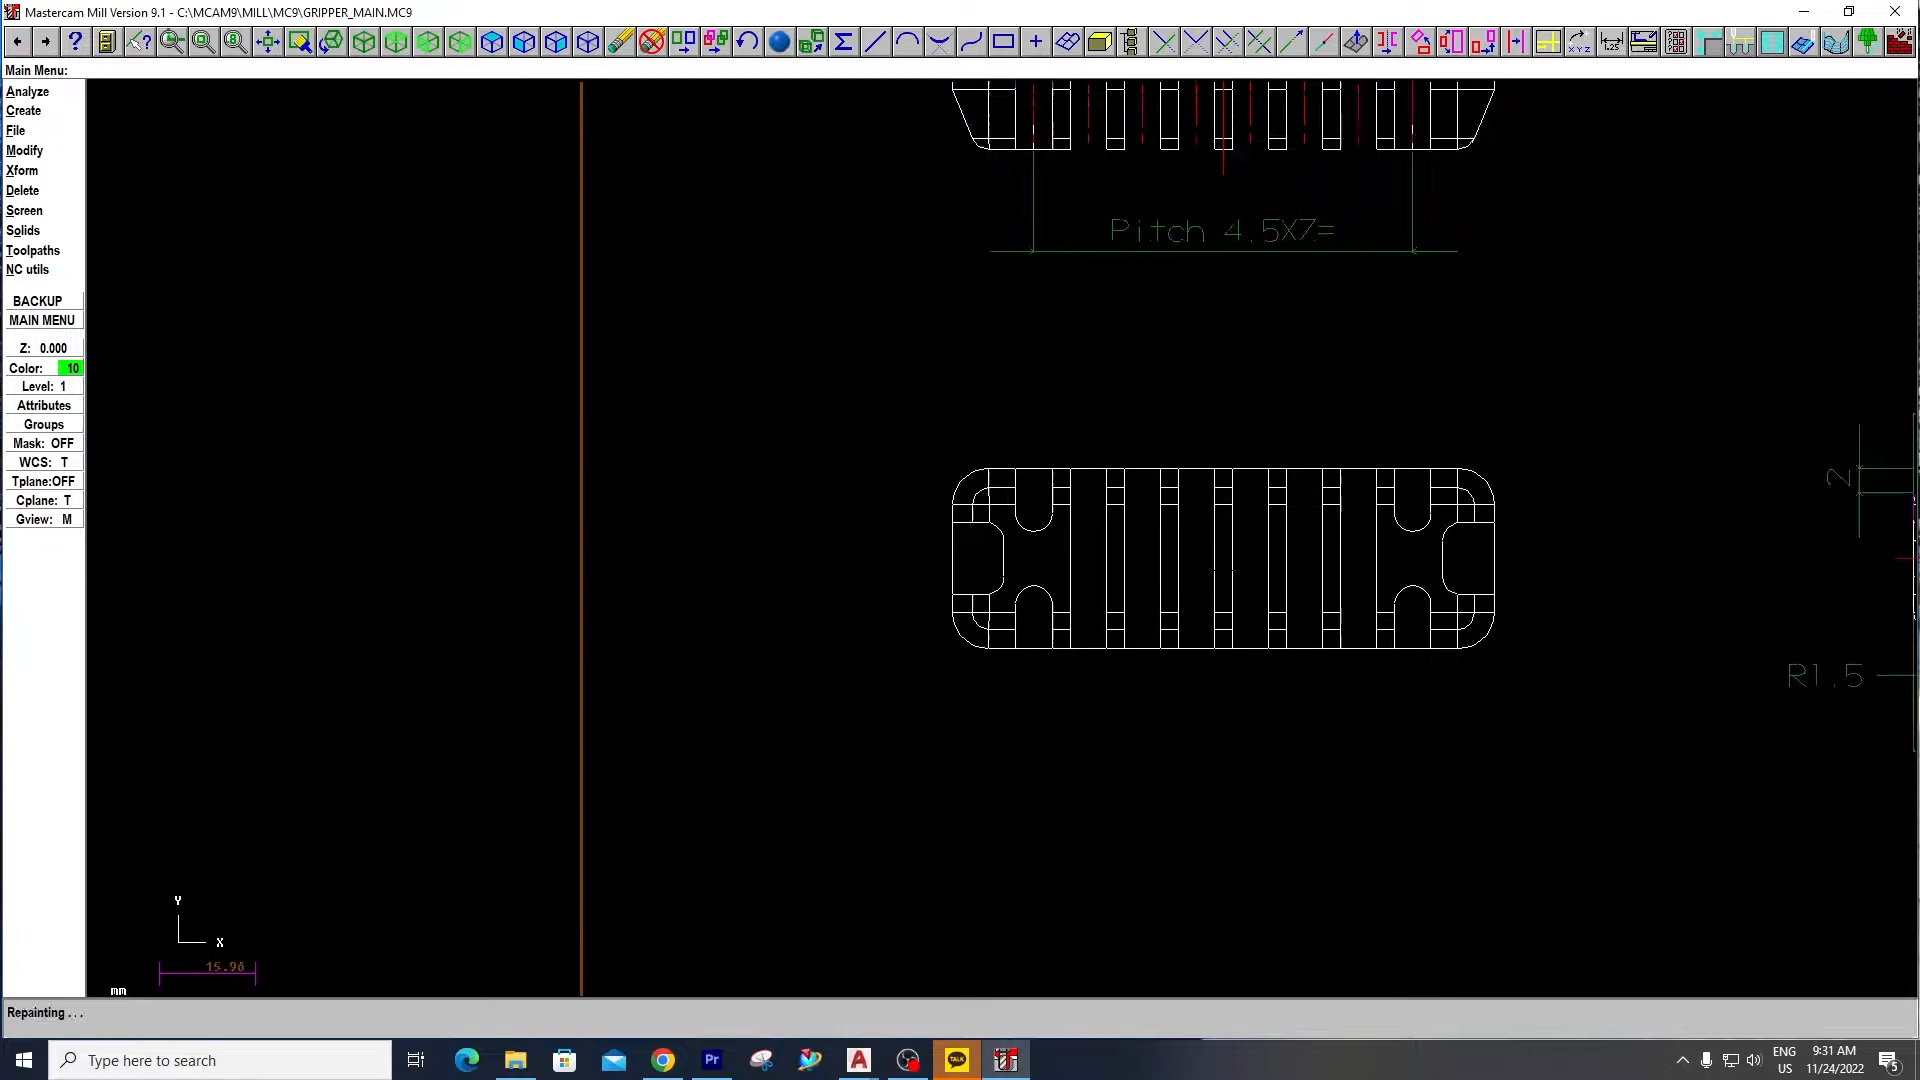 Mastercam Mill Version 9.1 - C:\MCAM9\MILL\MC9\GRIPPER_MAIN.MC9
Main Menu:
Analyze
Create
File
Modify
Xform
Delete
Screen
Solids
Toolpaths
NC utils
BACKUP
MAIN MENU
Z: 0.000
Color: 10
Level: 1
Attributes
Groups
Mask: OFF
WCS: T
Tplane:OFF
Cplane: T
Gview: M
Pitch 4.5X7=
2
R1.5
Y
X
15.98
mm
Repainting . . .
Type here to search
Pr
A
TALK
ENG
US
9:31 AM
11/24/2022
5